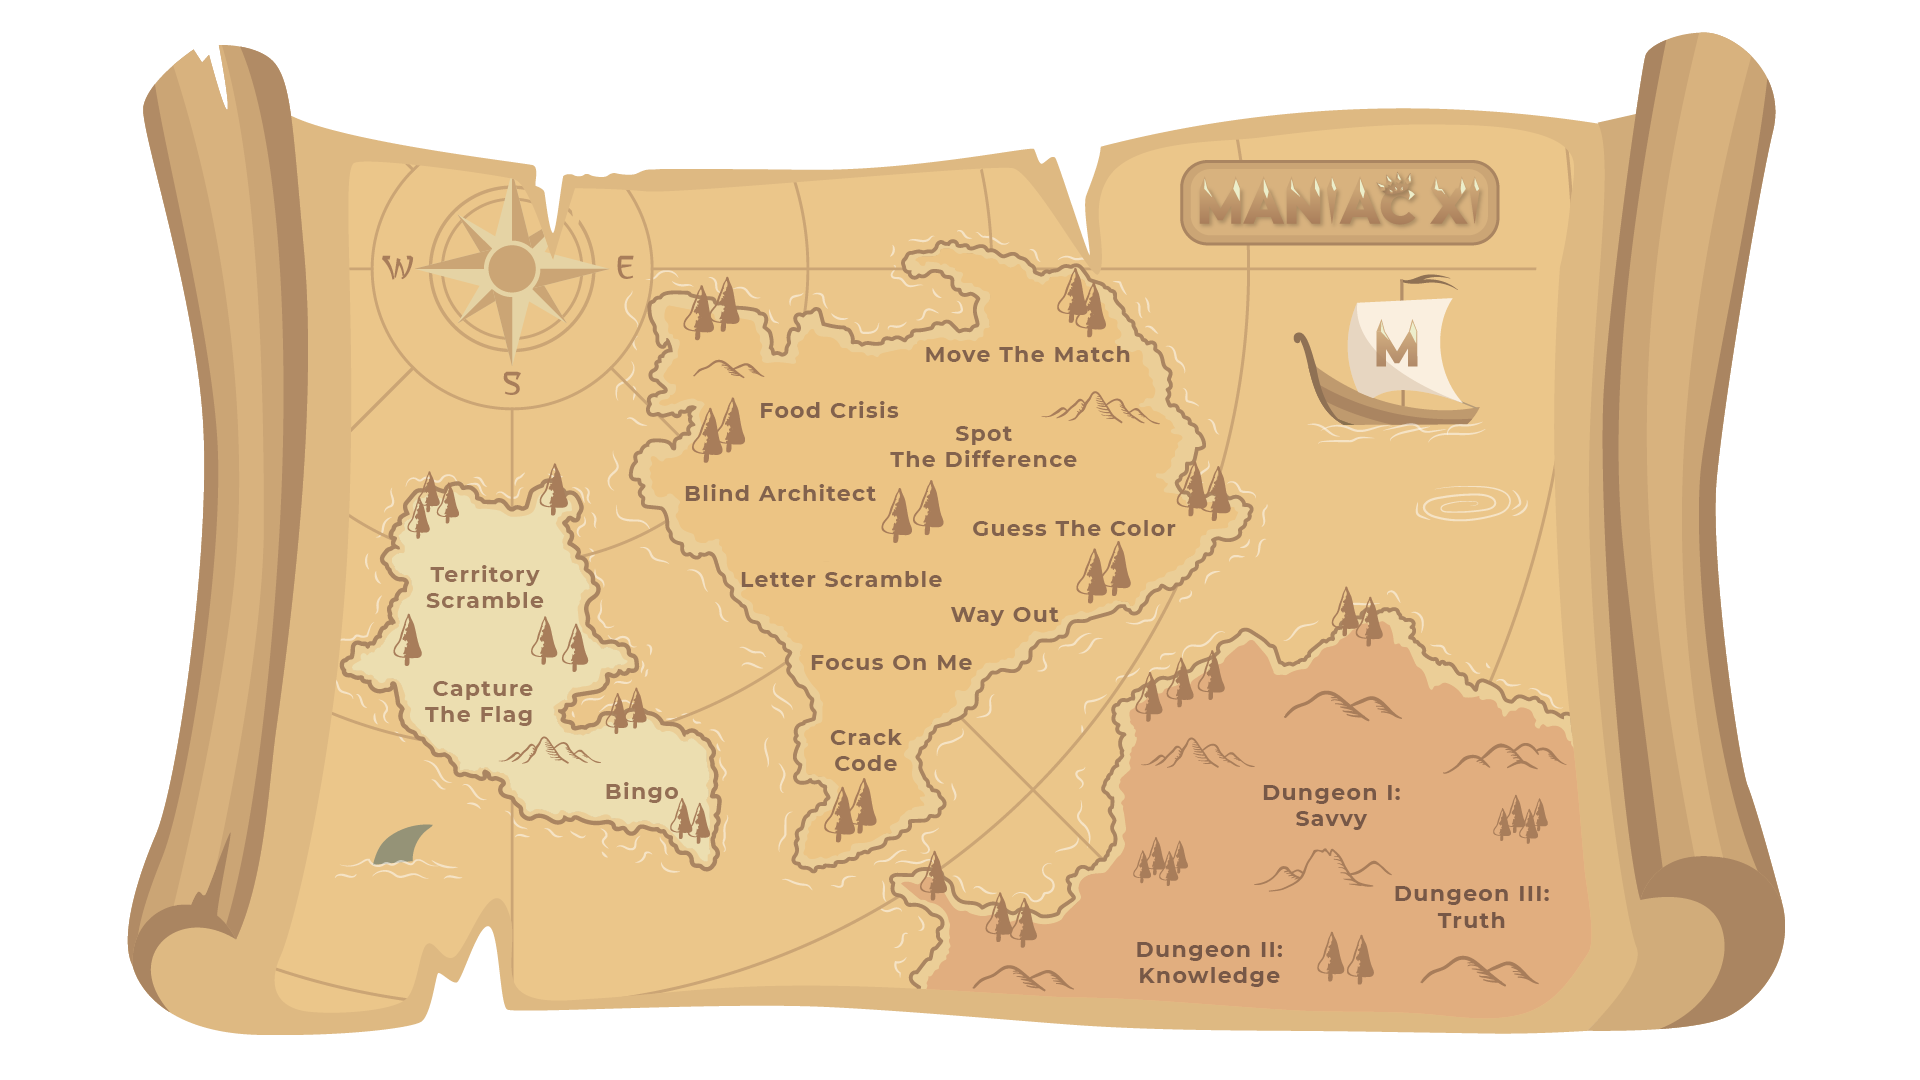 MANIAC XI
W
E
S
M
Move The Match
Food Crisis
Spot
The Difference
Blind Architect
Guess The Color
Letter Scramble
Way Out
Focus On Me
Crack
Code
Territory
Scramble
Capture
The Flag
Bingo
Dungeon I:
Savvy
Dungeon III:
Truth
Dungeon II:
Knowledge